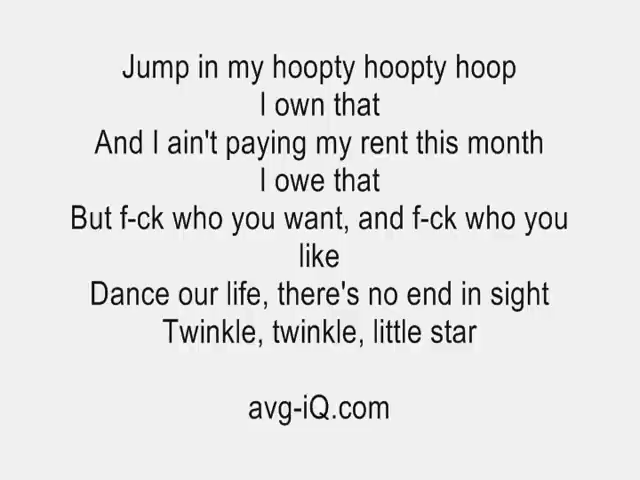 Jump in my hoopty hoopty hoop
I own that
And I ain't paying my rent this month
I owe that
But f-ck who you want, and f-ck who you
like
Dance our life, there's no end in sight
Twinkle, twinkle, little star
avg-iQ.com